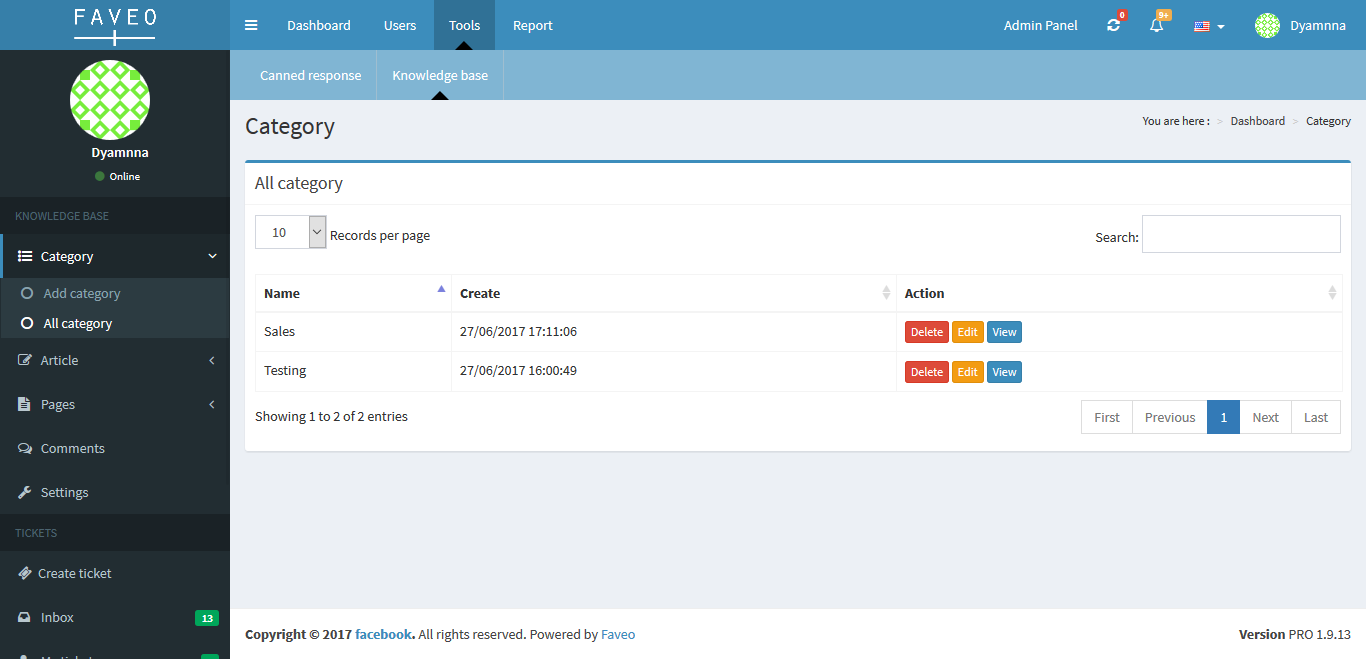 FAVEO
Dashboard Users Tools Report
Admin Panel 0 9+ Dyamnna
Canned response Knowledge base
Dyamnna
Online
KNOWLEDGE BASE
Category
Add category
All category
Article
Pages
Comments
Settings
TICKETS
Create ticket
Inbox 13
Category
You are here : > Dashboard > Category
All category
10 Records per page
Search:
Name Create Action
Sales 27/06/2017 17:11:06 Delete Edit View
Testing 27/06/2017 16:00:49 Delete Edit View
Showing 1 to 2 of 2 entries
First Previous 1 Next Last
Copyright © 2017 facebook. All rights reserved. Powered by Faveo
Version PRO 1.9.13